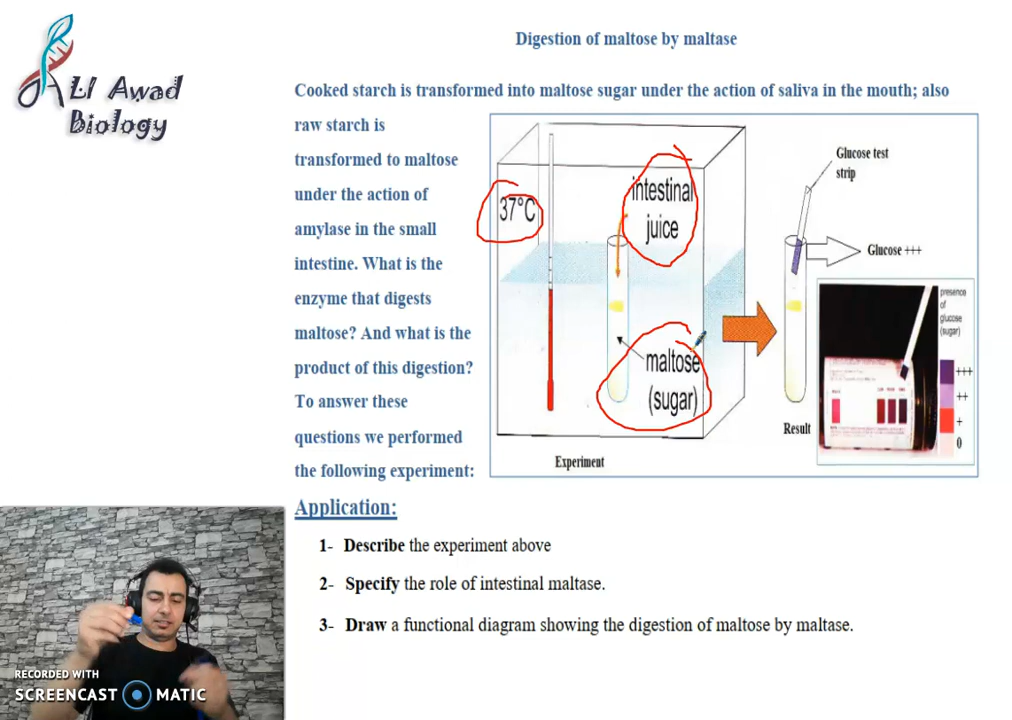 ALI Awad
Biology
Digestion of maltose by maltase
Cooked starch is transformed into maltose sugar under the action of saliva in the mouth; also
raw starch is
transformed to maltose
under the action of
amylase in the small
intestine. What is the
enzyme that digests
maltose? And what is the
product of this digestion?
To answer these
questions we performed
the following experiment:
37°C
intestinal
juice
maltose
(sugar)
Experiment
Glucose test
strip
Glucose +++
Result
presence
of
glucose
(sugar)
+++
++
+
0
Application:
1- Describe the experiment above
2- Specify the role of intestinal maltase.
3- Draw a functional diagram showing the digestion of maltose by maltase.
RECORDED WITH
SCREENCAST MATIC